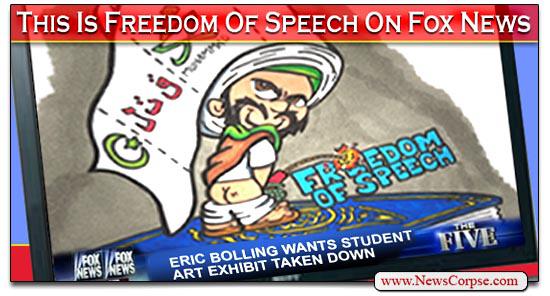 THIS IS FREEDOM OF SPEECH ON FOX NEWS
FREEDOM
OF SPEECH
FOX
NEWS
FOX
NEWS
ERIC BOLLING WANTS STUDENT
ART EXHIBIT TAKEN DOWN
THE
FIVE
www.NewsCorpse.com